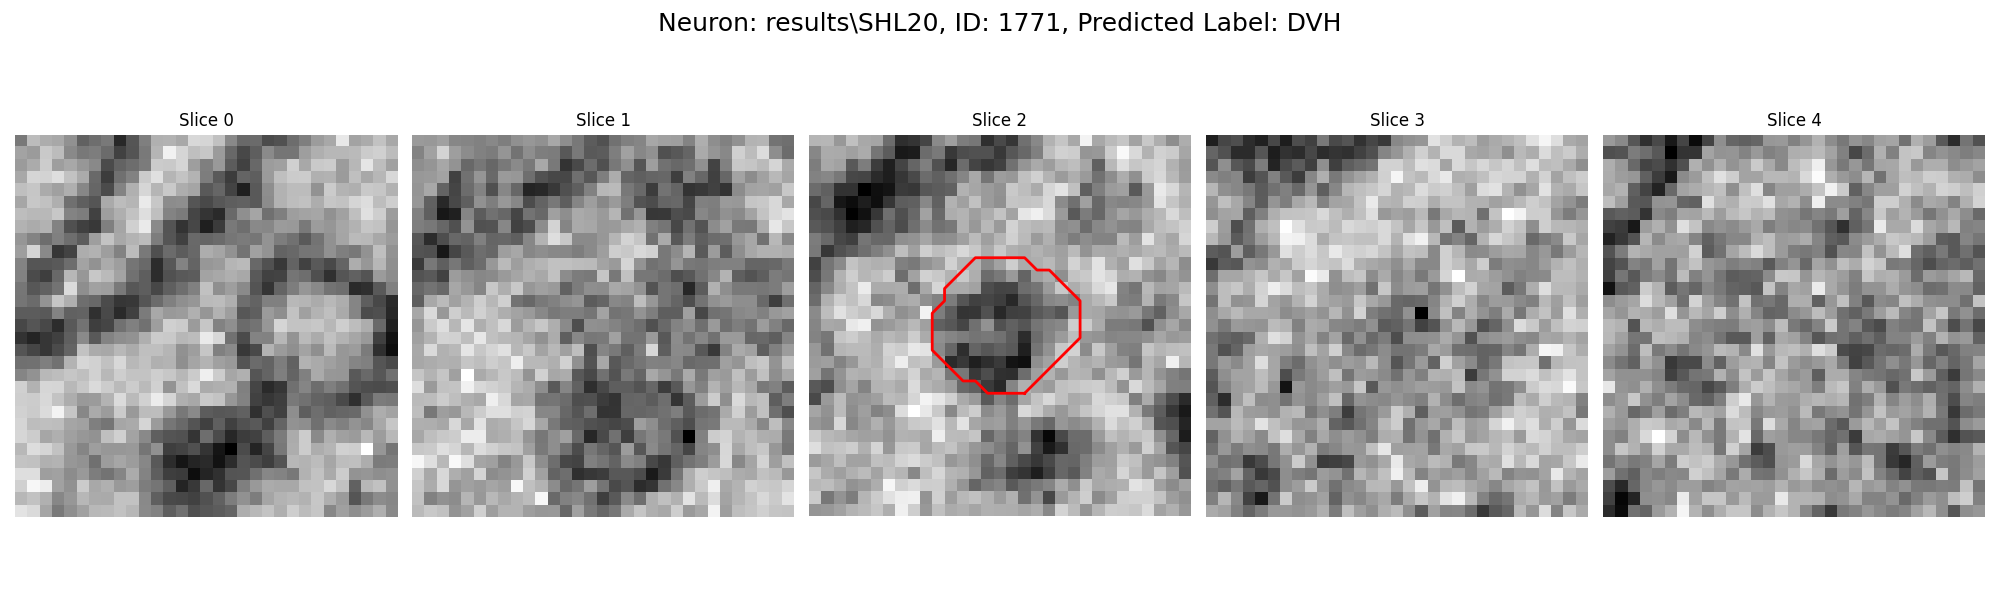 Neuron: results\SHL20, ID: 1771, Predicted Label: DVH
Slice 0
Slice 1
Slice 2
Slice 3
Slice 4